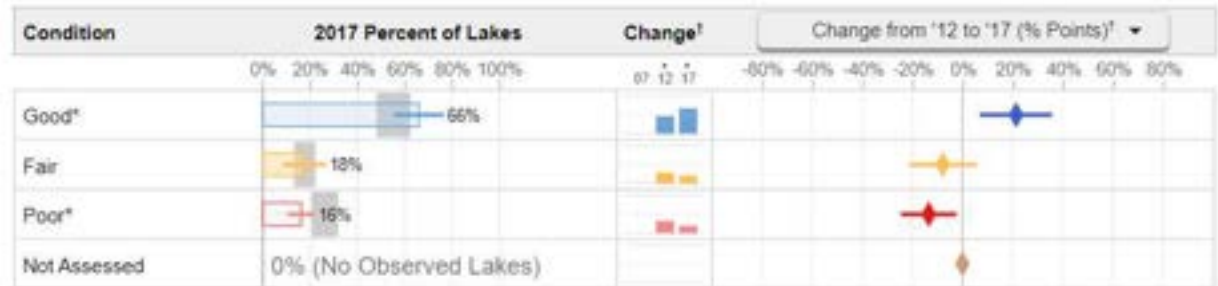 Condition 2017 Percent of Lakes Change† Change from '12 to '17 (% Points)†
0% 20% 40% 60% 80% 100% 07 12 17 -80% -60% -40% -20% 0% 20% 40% 60% 80%
Good* 66%
Fair 18%
Poor* 16%
Not Assessed 0% (No Observed Lakes)